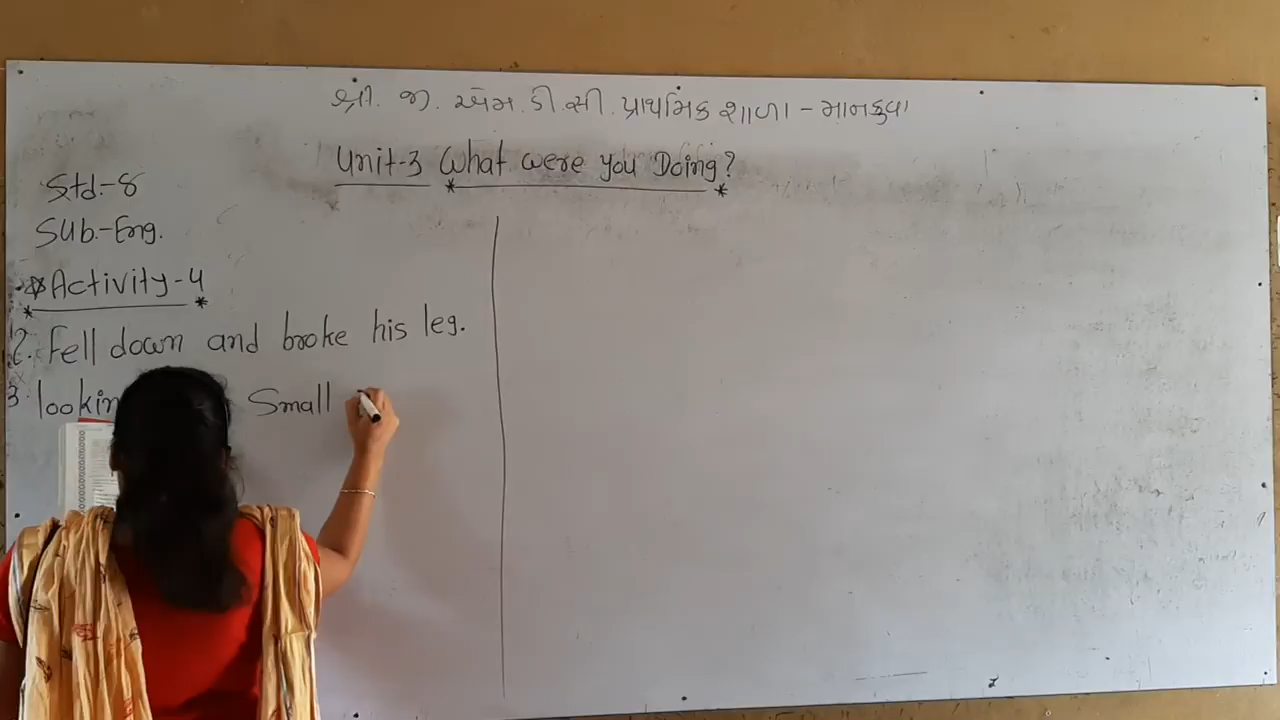 શ્રી. જી. એમ. ડી. સી. પ્રાથમિક શાળા - માનકુવા
Unit-3 What were you Doing?
Std-8
Sub.-Eng.
Activity-4
2. Fell down and broke his leg.
3. Small